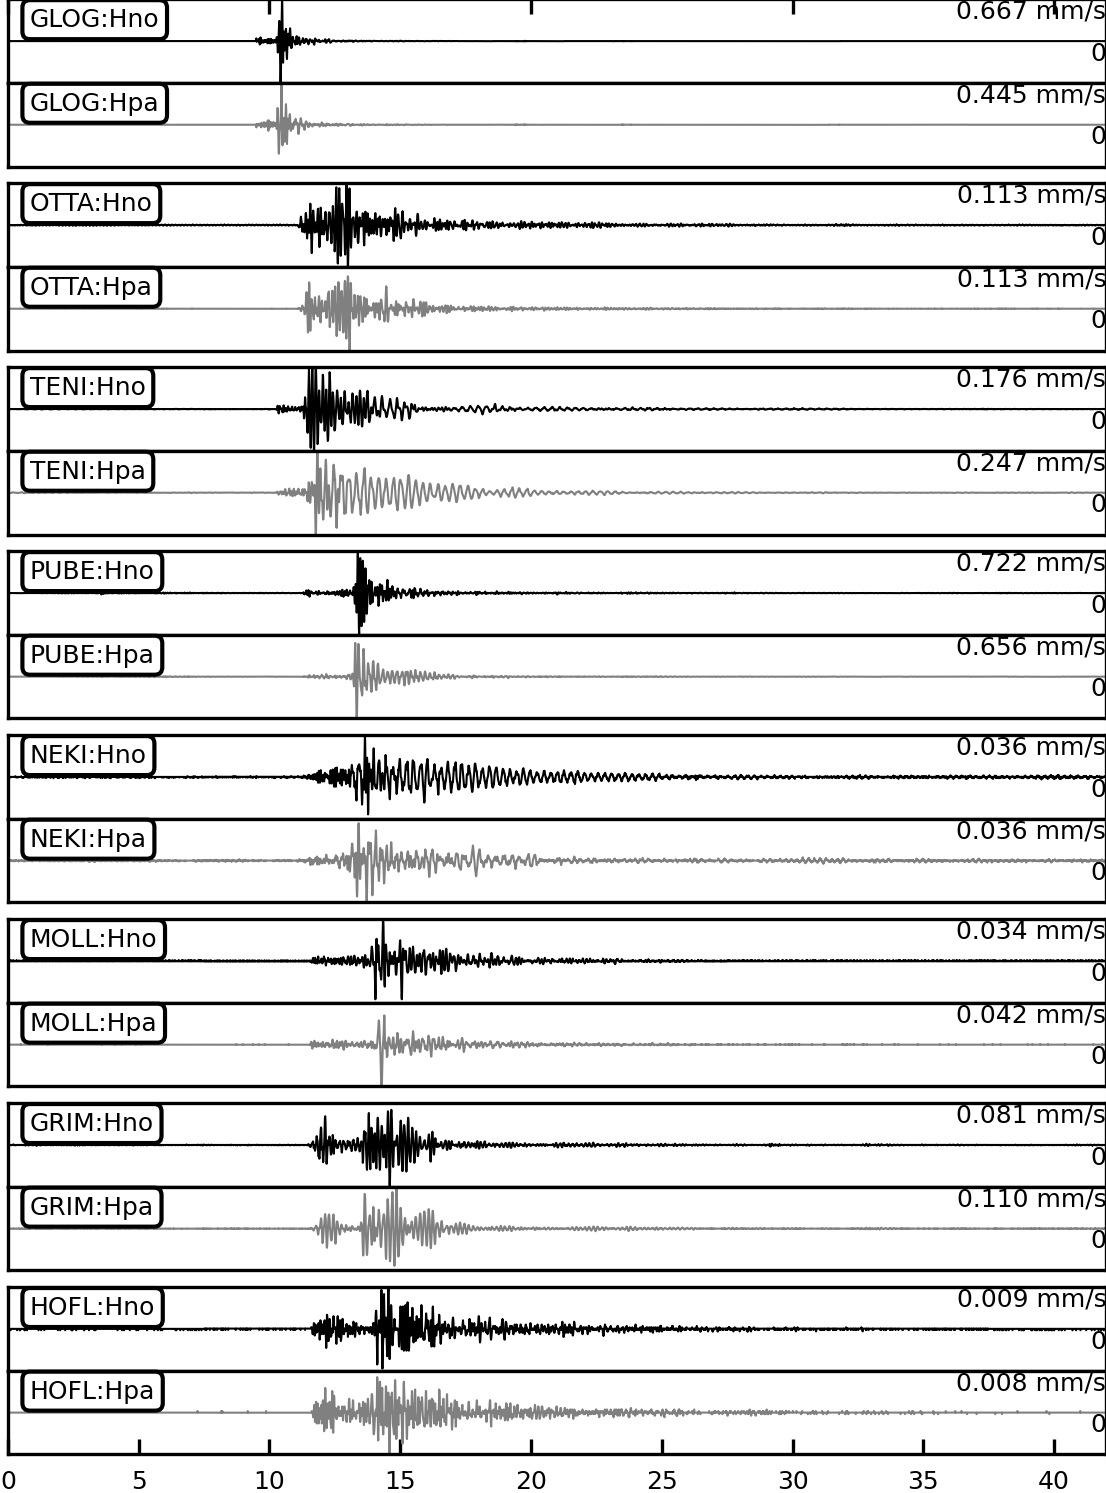 GLOG:Hno 0.667 mm/s
0
GLOG:Hpa 0.445 mm/s
0
OTTA:Hno 0.113 mm/s
0
OTTA:Hpa 0.113 mm/s
0
TENI:Hno 0.176 mm/s
0
TENI:Hpa 0.247 mm/s
0
PUBE:Hno 0.722 mm/s
0
PUBE:Hpa 0.656 mm/s
0
NEKI:Hno 0.036 mm/s
0
NEKI:Hpa 0.036 mm/s
0
MOLL:Hno 0.034 mm/s
0
MOLL:Hpa 0.042 mm/s
0
GRIM:Hno 0.081 mm/s
0
GRIM:Hpa 0.110 mm/s
0
HOFL:Hno 0.009 mm/s
0
HOFL:Hpa 0.008 mm/s
0
0 5 10 15 20 25 30 35 40